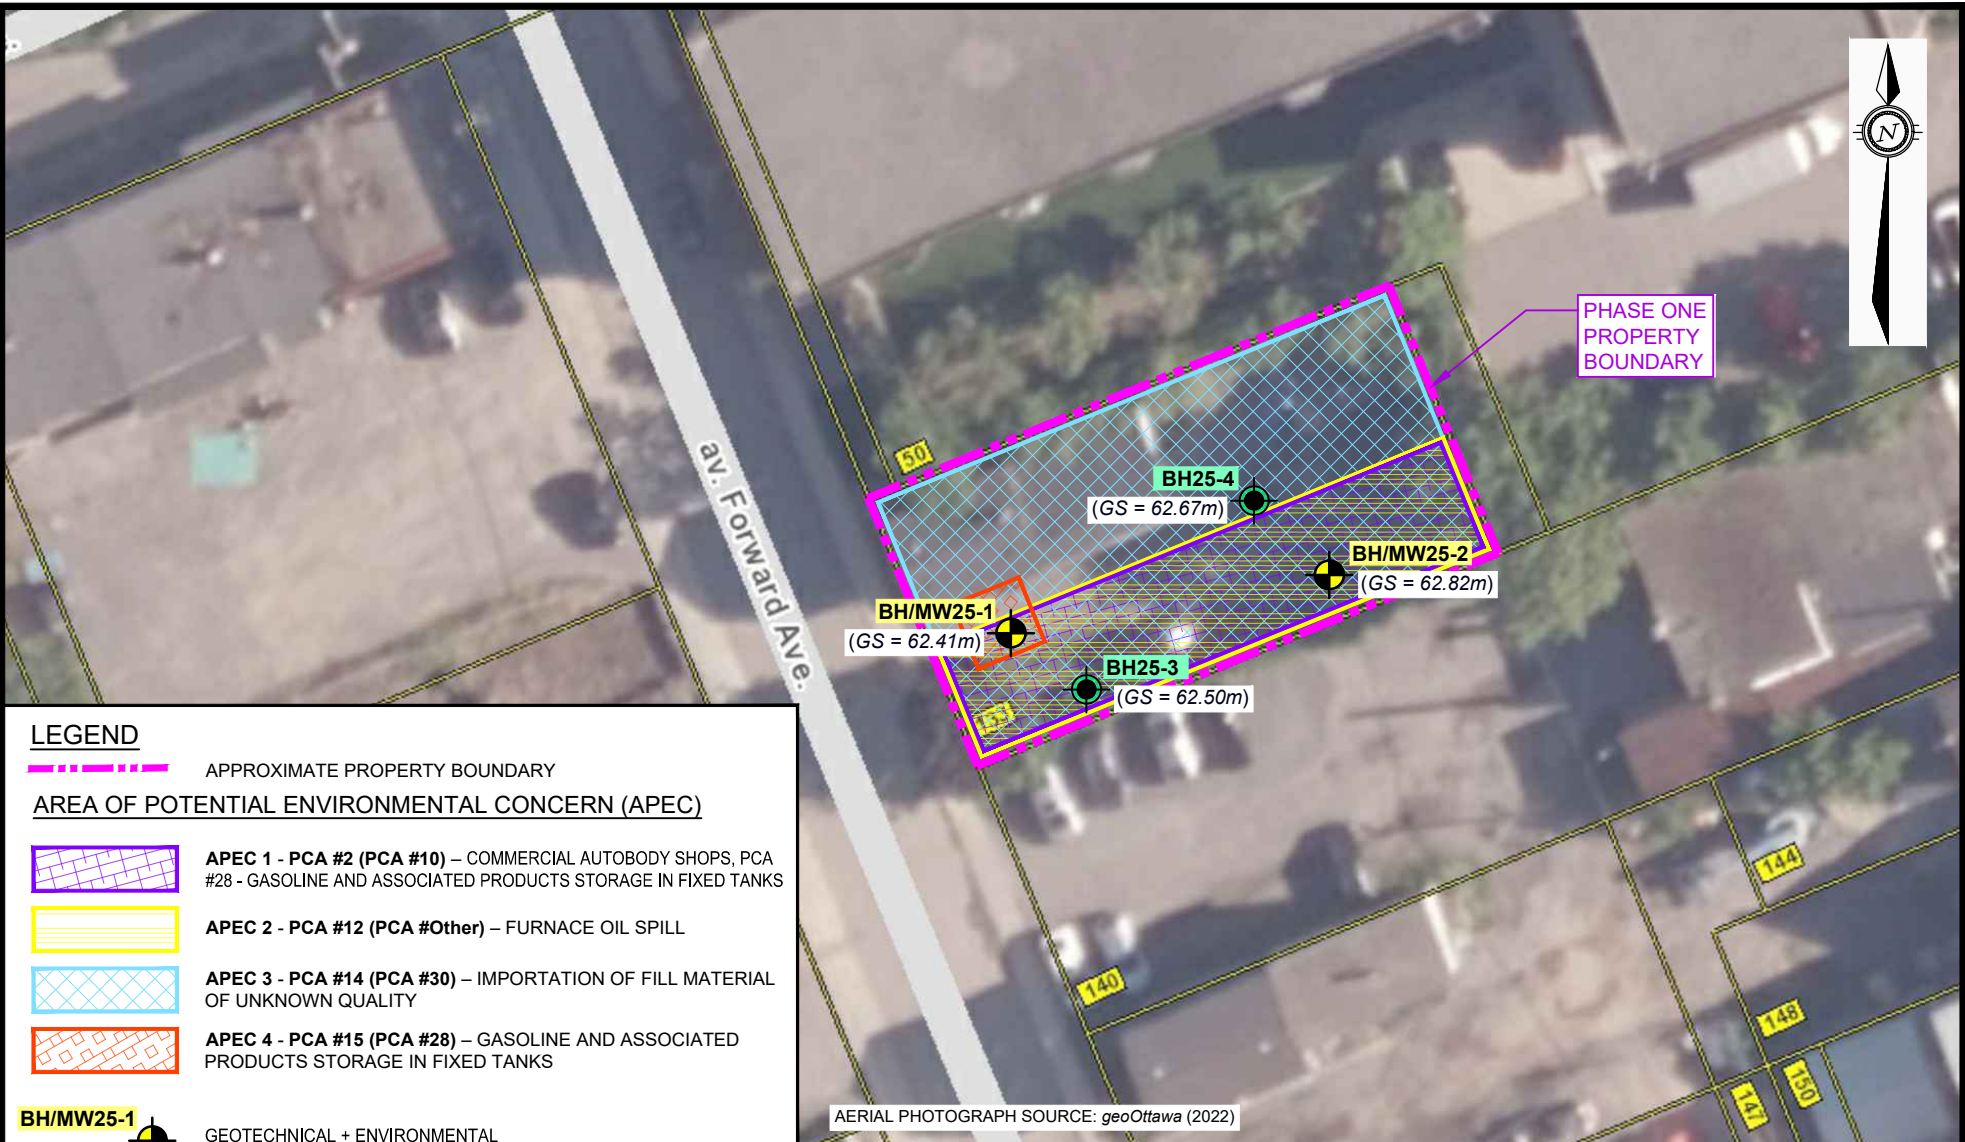 N
PHASE ONE
PROPERTY
BOUNDARY
50
av. Forward Ave.
BH25-4
(GS = 62.67m)
BH/MW25-2
(GS = 62.82m)
BH/MW25-1
(GS = 62.41m)
BH25-3
(GS = 62.50m)
LEGEND
APPROXIMATE PROPERTY BOUNDARY
AREA OF POTENTIAL ENVIRONMENTAL CONCERN (APEC)
APEC 1 - PCA #2 (PCA #10) – COMMERCIAL AUTOBODY SHOPS, PCA
#28 - GASOLINE AND ASSOCIATED PRODUCTS STORAGE IN FIXED TANKS
APEC 2 - PCA #12 (PCA #Other) – FURNACE OIL SPILL
APEC 3 - PCA #14 (PCA #30) – IMPORTATION OF FILL MATERIAL
OF UNKNOWN QUALITY
APEC 4 - PCA #15 (PCA #28) – GASOLINE AND ASSOCIATED
PRODUCTS STORAGE IN FIXED TANKS
BH/MW25-1
GEOTECHNICAL + ENVIRONMENTAL
144
140
148
147
150
AERIAL PHOTOGRAPH SOURCE: geoOttawa (2022)